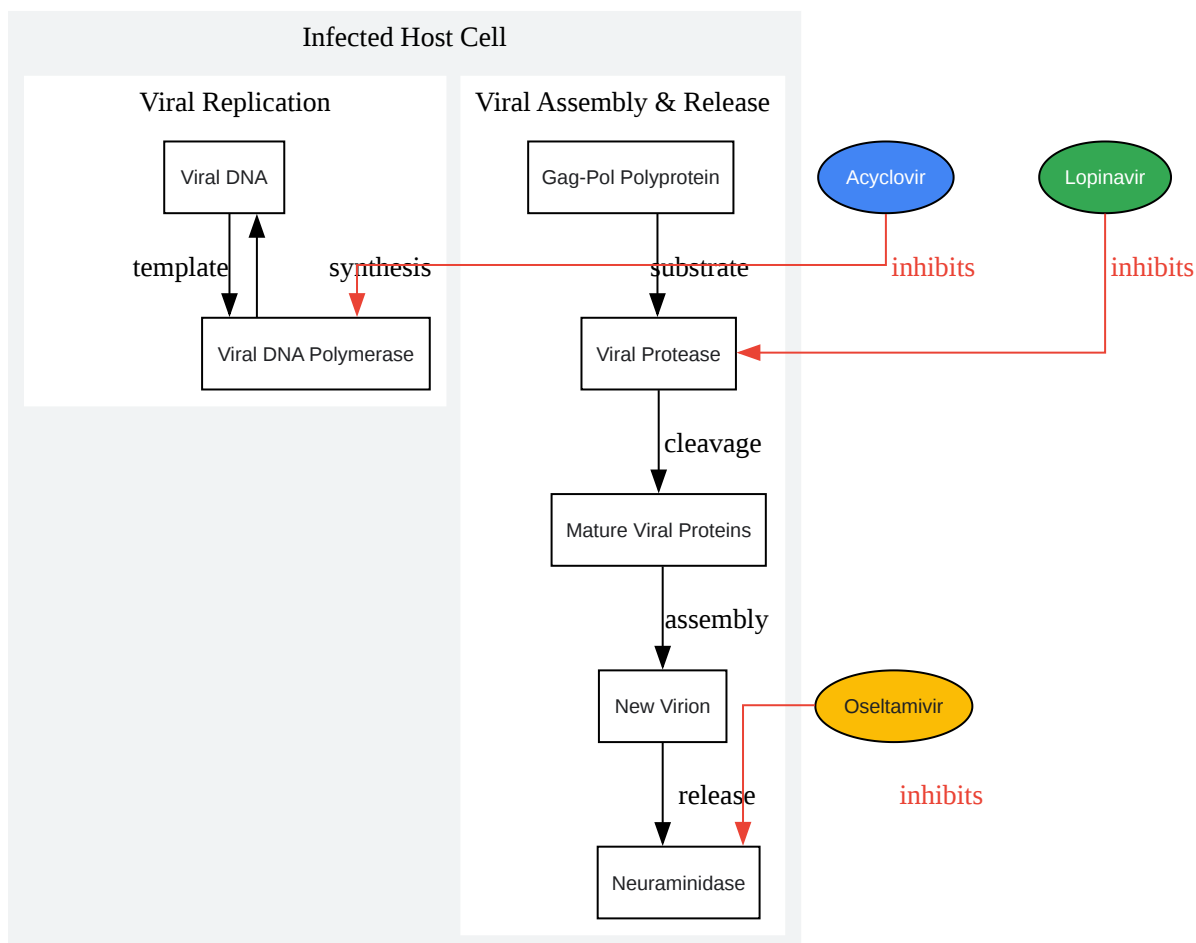 Infected Host Cell
Viral Replication
Viral Assembly & Release
Viral DNA
Gag-Pol Polyprotein
Acyclovir
Lopinavir
template
synthesis
substrate
inhibits
inhibits
Viral DNA Polymerase
Viral Protease
cleavage
Mature Viral Proteins
assembly
New Virion
Oseltamivir
release
inhibits
Neuraminidase